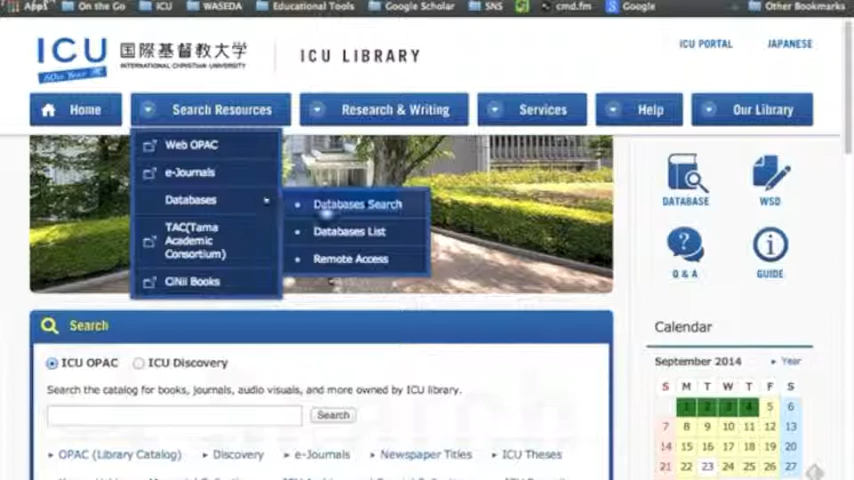 Apps On the Go ICU WASEDA Educational Tools Google Scholar SNS cmd.fm Google Other Bookmarks
ICU 国際基督教大学
INTERNATIONAL CHRISTIAN UNIVERSITY
ICU LIBRARY
ICU PORTAL JAPANESE
Home Search Resources Research & Writing Services Help Our Library
Web OPAC
e-Journals
Databases
TAC(Tama
Academic
Consortium)
CiNii Books
Databases Search
Databases List
Remote Access
DATABASE WSD
Q & A GUIDE
Search
ICU OPAC ICU Discovery
Search the catalog for books, journals, audio visuals, and more owned by ICU library.
Search
OPAC (Library Catalog) Discovery e-Journals Newspaper Titles ICU Theses
Calendar
September 2014 Year
S M T W T F S
1 2 3 4 5 6
7 8 9 10 11 12 13
14 15 16 17 18 19 20
21 22 23 24 25 26 27